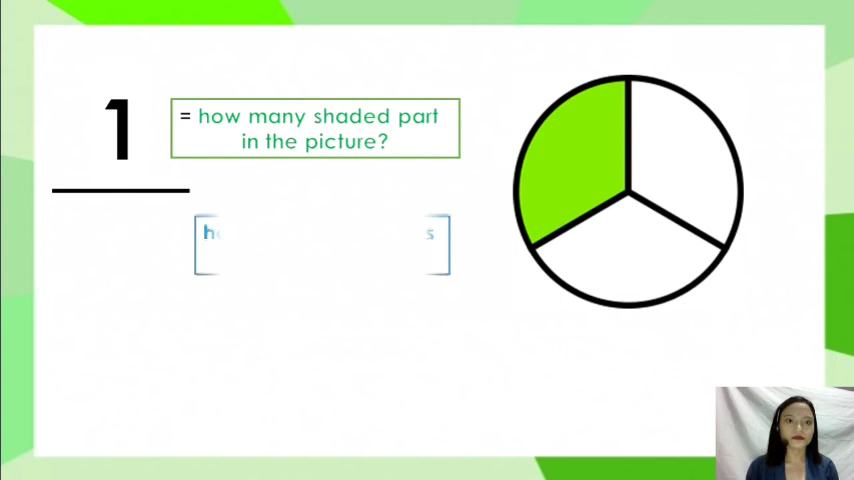 1
= how many shaded part
in the picture?